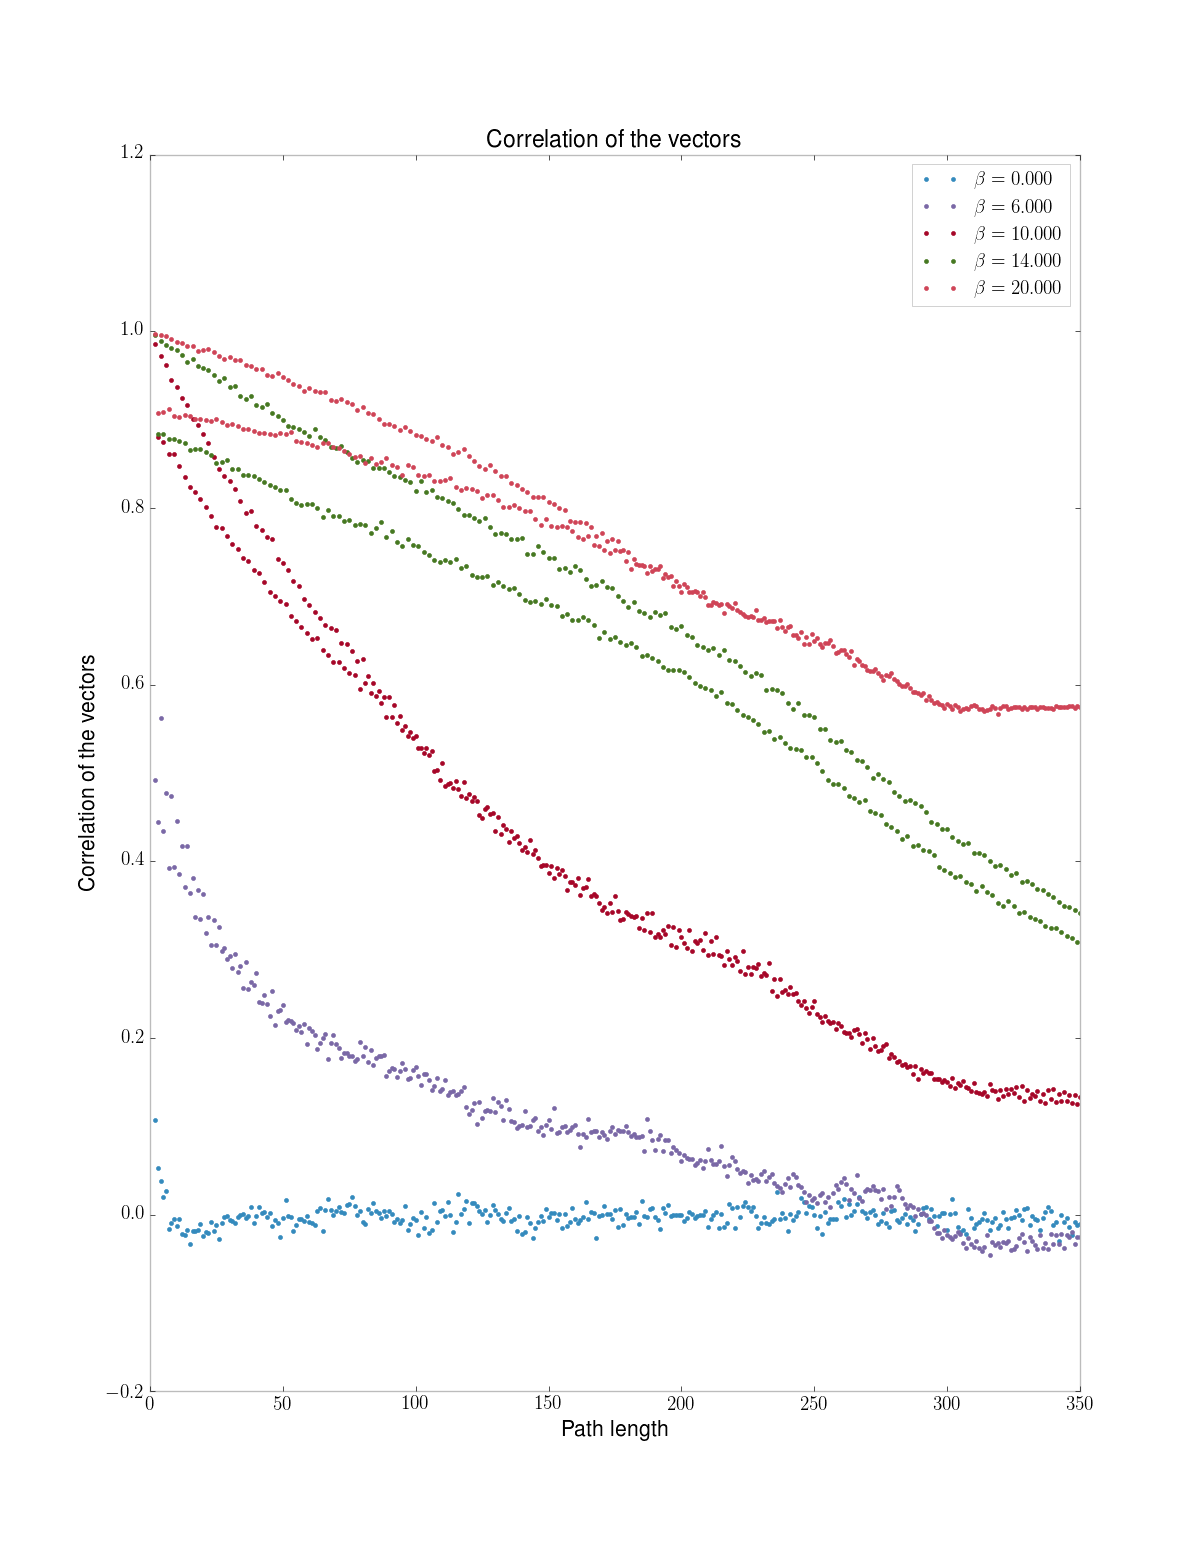 Correlation of the vectors
β = 0.000
β = 6.000
β = 10.000
β = 14.000
β = 20.000
1.2
1.0
0.8
0.6
0.4
0.2
0.0
−0.2
Correlation of the vectors
0 50 100 150 200 250 300 350
Path length